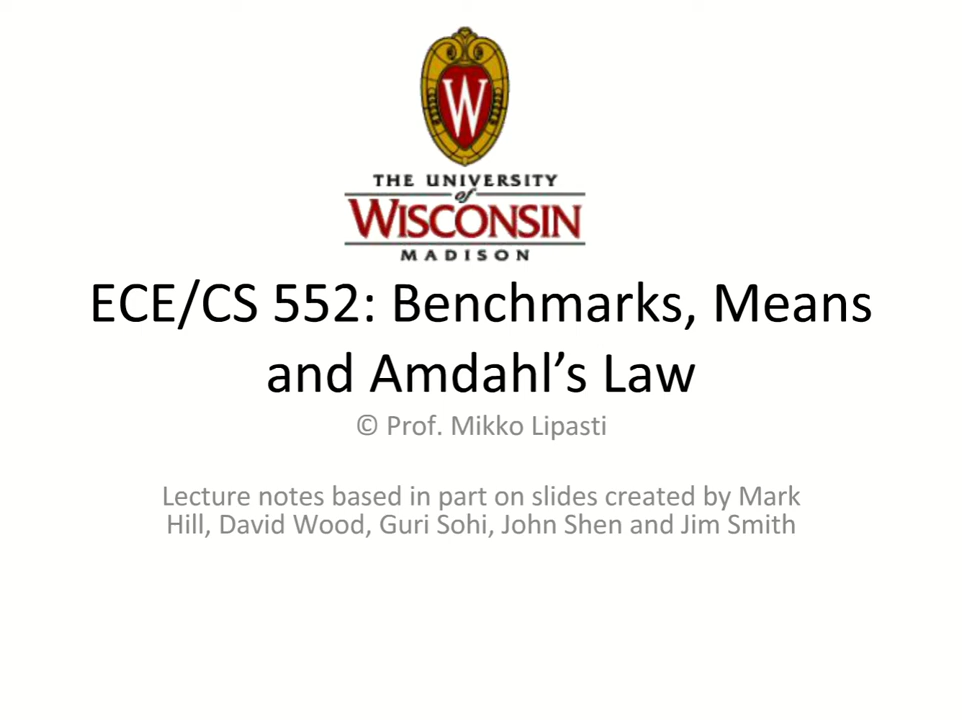 W
THE UNIVERSITY
of
WISCONSIN
MADISON
ECE/CS 552: Benchmarks, Means
and Amdahl’s Law
© Prof. Mikko Lipasti
Lecture notes based in part on slides created by Mark
Hill, David Wood, Guri Sohi, John Shen and Jim Smith